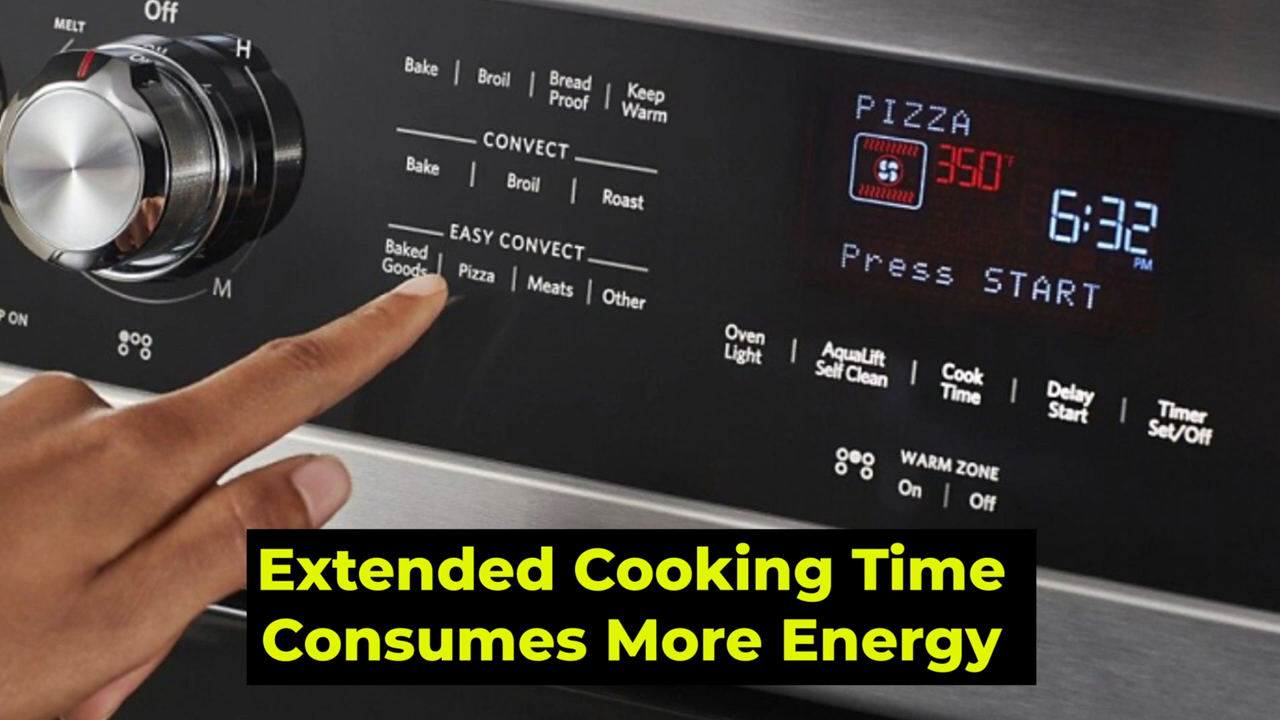 Off
MELT
H
M
P ON
Bake | Broil | Bread Proof | Keep Warm
CONVECT
Bake | Broil | Roast
EASY CONVECT
Baked Goods | Pizza | Meats | Other
PIZZA
350°F
6:32 PM
Press START
Oven Light | AquaLift Self Clean | Cook Time | Delay Start | Timer Set/Off
WARM ZONE
On | Off
Extended Cooking Time
Consumes More Energy